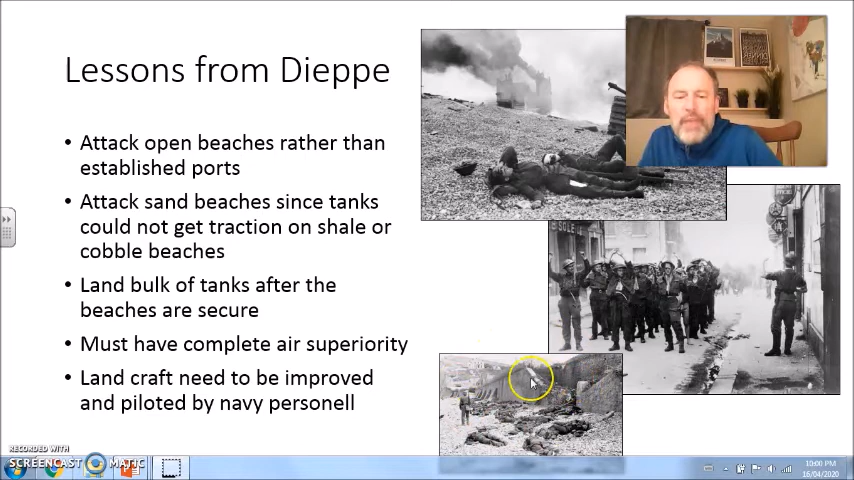 Lessons from Dieppe
• Attack open beaches rather than
established ports
• Attack sand beaches since tanks
could not get traction on shale or
cobble beaches
• Land bulk of tanks after the
beaches are secure
• Must have complete air superiority
• Land craft need to be improved
and piloted by navy personell
RECORDED WITH
SCREENCAST MATIC
10:00 PM
16/04/2020